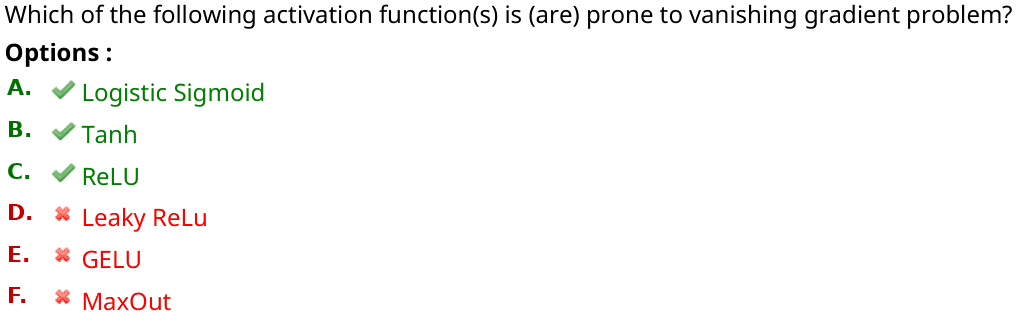 Which of the following activation function(s) is (are) prone to vanishing gradient problem?
Options :
A. Logistic Sigmoid
B. Tanh
C. ReLU
D. Leaky ReLu
E. GELU
F. MaxOut